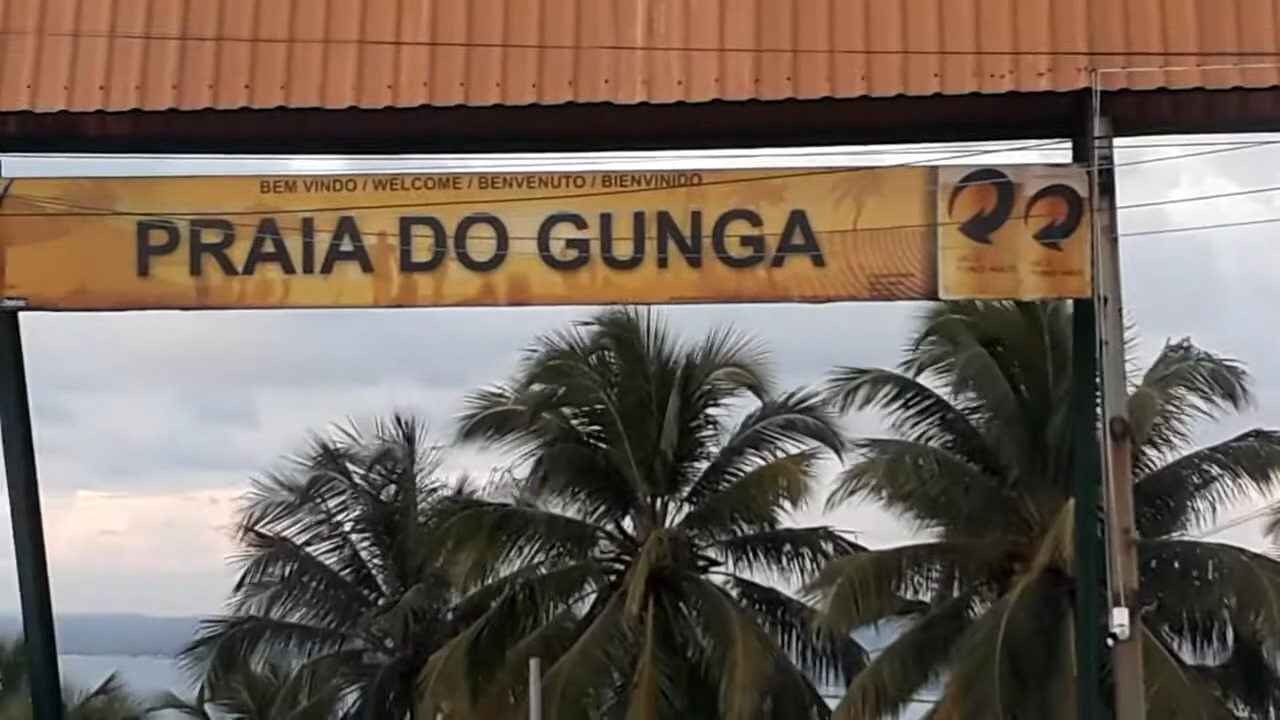 BEM VINDO / WELCOME / BENVENUTO / BIENVINIDO
PRAIA DO GUNGA